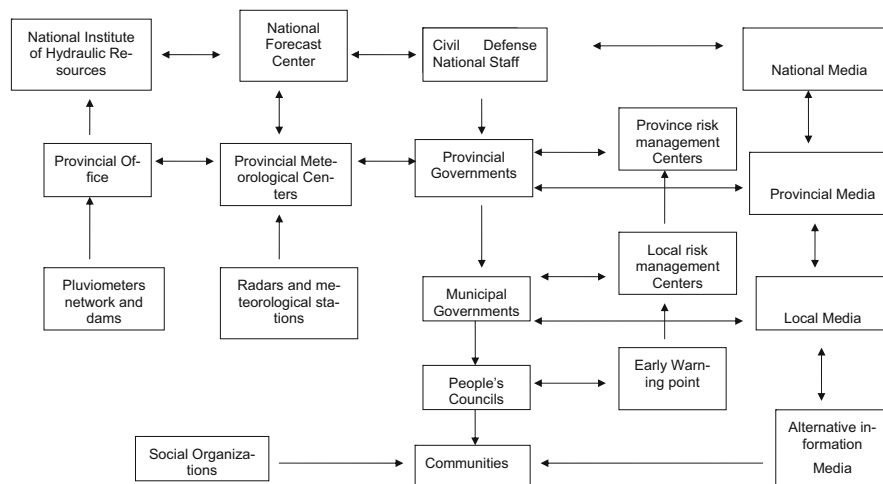 National Institute
of Hydraulic Re-
sources
National
Forecast
Center
Civil Defense
National Staff
National Media
Provincial Of-
fice
Provincial Mete-
orological Cen-
ters
Provincial
Governments
Province risk
management
Centers
Provincial Media
Pluviometers
network and
dams
Radars and me-
teorological sta-
tions
Municipal
Governments
Local risk
management
Centers
Local Media
People's
Councils
Early Warn-
ing point
Social Organiza-
tions
Communities
Alternative in-
formation
Media